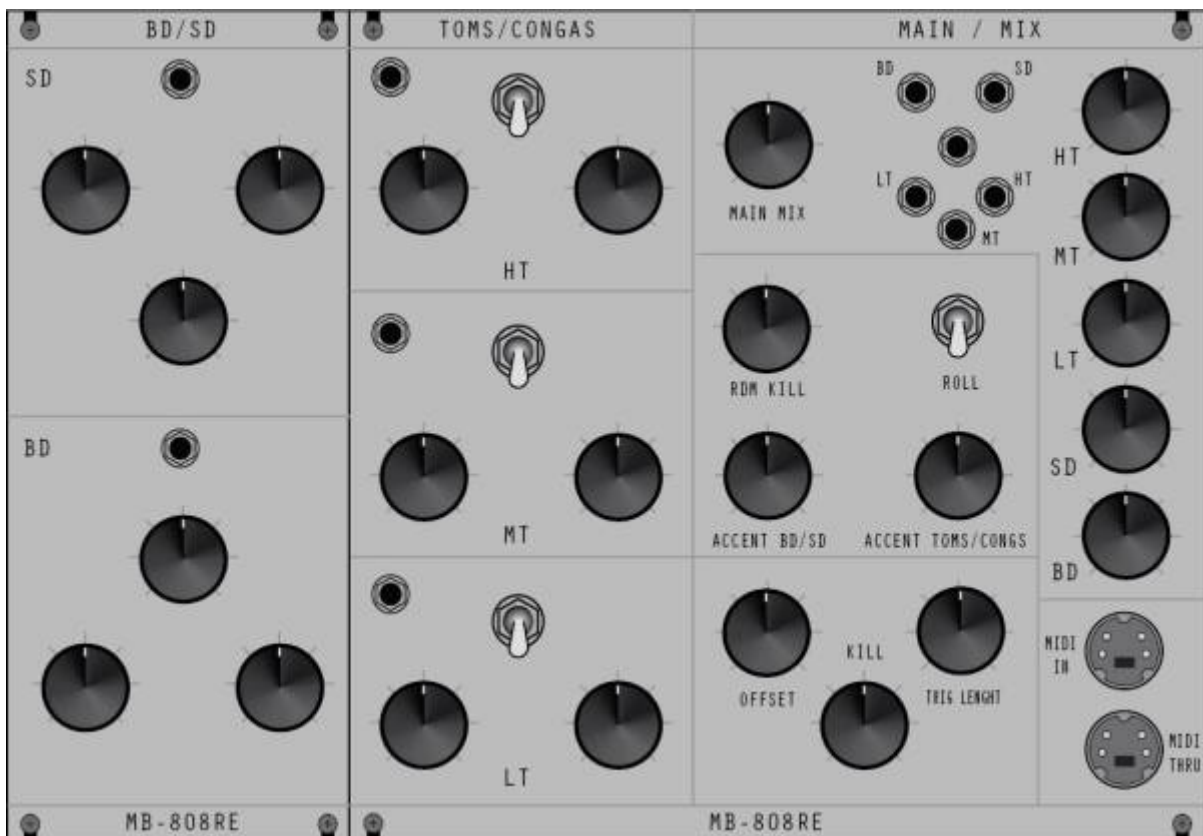 BD/SD
TOMS/CONGAS
MAIN / MIX
SD
BD
SD
HT
LT
HT
MT
MAIN MIX
HT
MT
RDM KILL
ROLL
LT
BD
MT
ACCENT BD/SD
ACCENT TOMS/CONGS
SD
BD
KILL
OFFSET
TRIG LENGHT
MIDI
IN
LT
MIDI
THRU
MB-808RE
MB-808RE